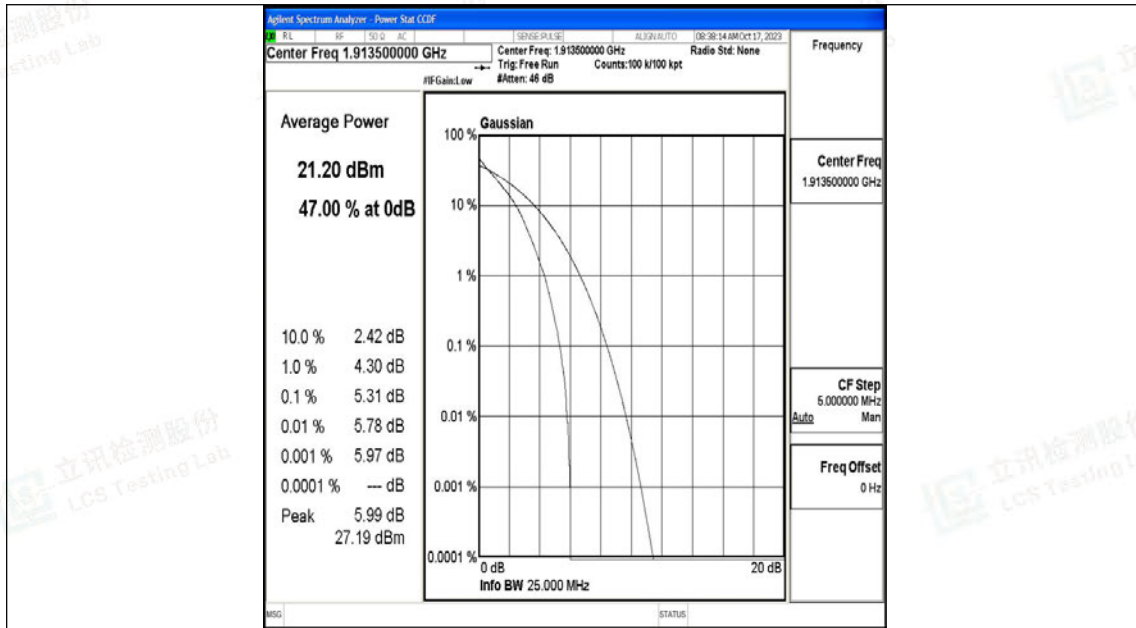 Agilent Spectrum Analyzer - Power Stat CCDF
RL RF 50 Ω AC SENSE:PULSE ALIGNAUTO 08:38:14 AM Oct 17, 2023
Center Freq 1.913500000 GHz
Center Freq: 1.913500000 GHz Radio Std: None
Trig: Free Run Counts:100 k/100 kpt
#IFGain:Low #Atten: 46 dB
Frequency
Average Power
21.20 dBm
47.00 % at 0dB
10.0 % 2.42 dB
1.0 % 4.30 dB
0.1 % 5.31 dB
0.01 % 5.78 dB
0.001 % 5.97 dB
0.0001 % --- dB
Peak 5.99 dB
27.19 dBm
Gaussian
100 %
10 %
1 %
0.1 %
0.01 %
0.001 %
0.0001 %
0 dB 20 dB
Info BW 25.000 MHz
Center Freq
1.913500000 GHz
CF Step
5.000000 MHz
Auto Man
Freq Offset
0 Hz
MSG STATUS
立讯检测股份
LCS Testing Lab
立讯检测股份
LCS Testing